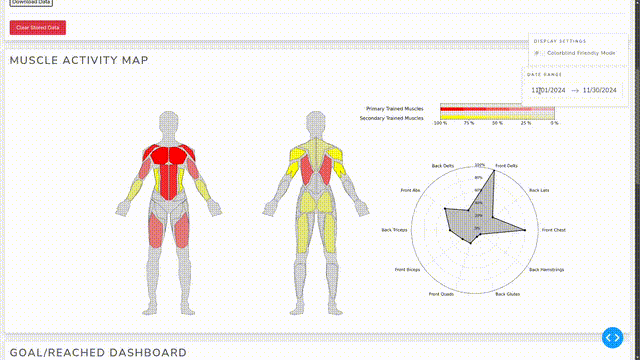 Download Data
Clear Stored Data
DISPLAY SETTINGS
Colorblind Friendly Mode
DATE RANGE
11/01/2024 → 11/30/2024
MUSCLE ACTIVITY MAP
Primary Trained Muscles
Secondary Trained Muscles
100 % 75 % 50 % 25 % 0 %
Back Delts
100%
Front Delts
80%
Front Abs
Back Lats
60%
40%
20%
0%
Back Triceps
Front Chest
Front Biceps
Back Hamstrings
Front Quads
Back Glutes
GOAL/REACHED DASHBOARD